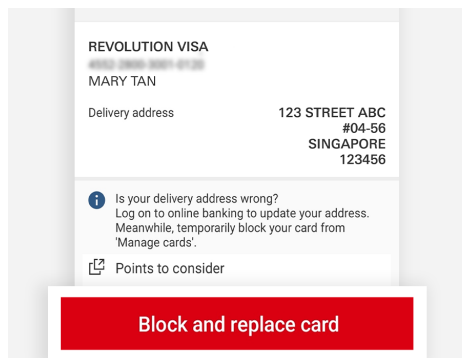 REVOLUTION VISA
MARY TAN
Delivery address
123 STREET ABC
#04-56
SINGAPORE
123456
Is your delivery address wrong?
Log on to online banking to update your address.
Meanwhile, temporarily block your card from
'Manage cards'.
Points to consider
Block and replace card